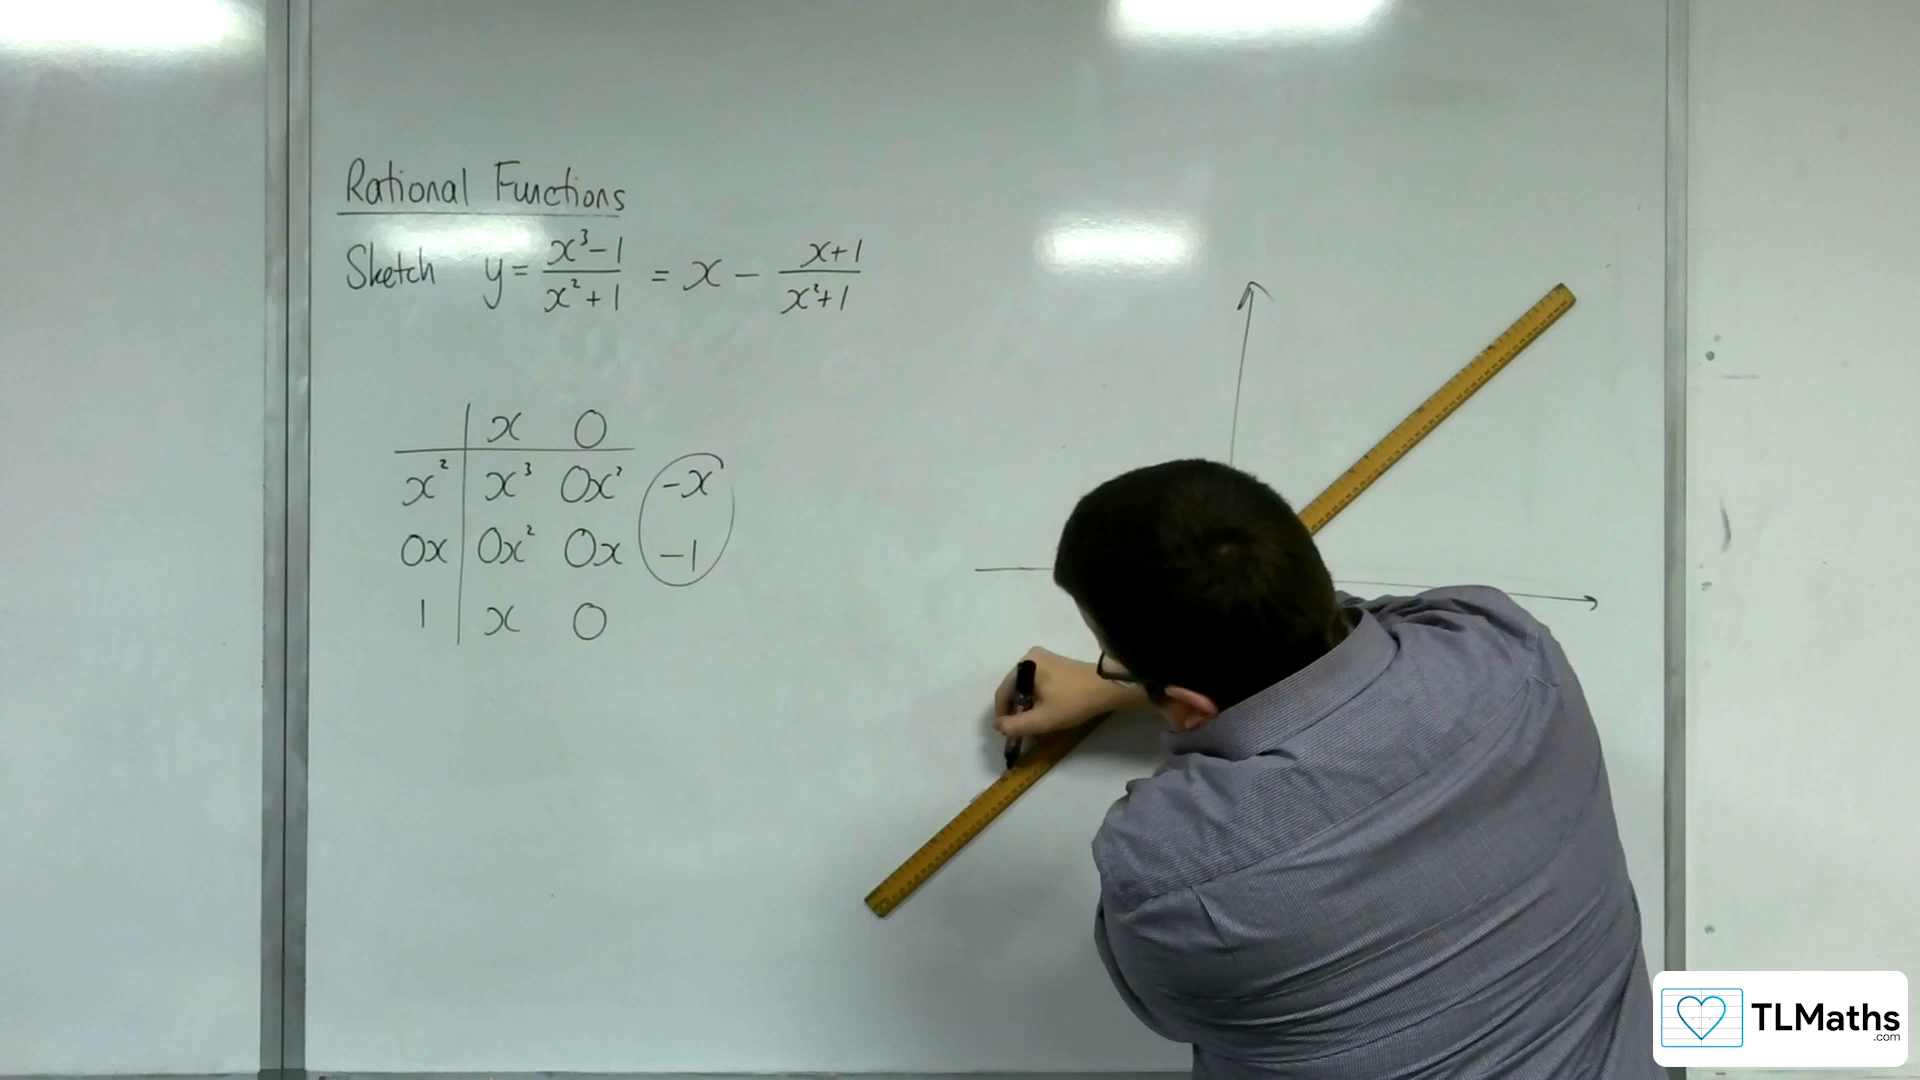 Rational Functions
Sketch y = x³-1 / x²+1 = x - x+1 / x²+1
x 0
x² x³ 0x² -x
0x 0x² 0x -1
1 x 0
TLMaths
.com